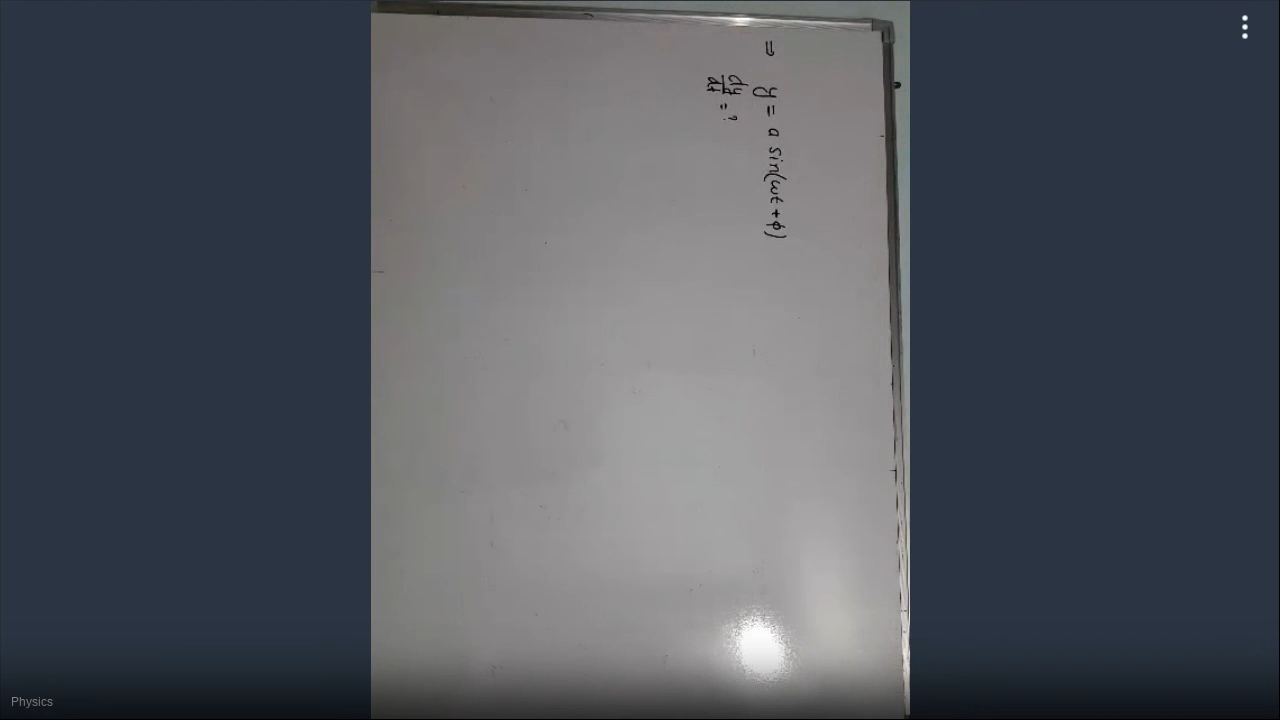 ⇒ y = a sin(ωt + φ)
dy/dt = ?
Physics